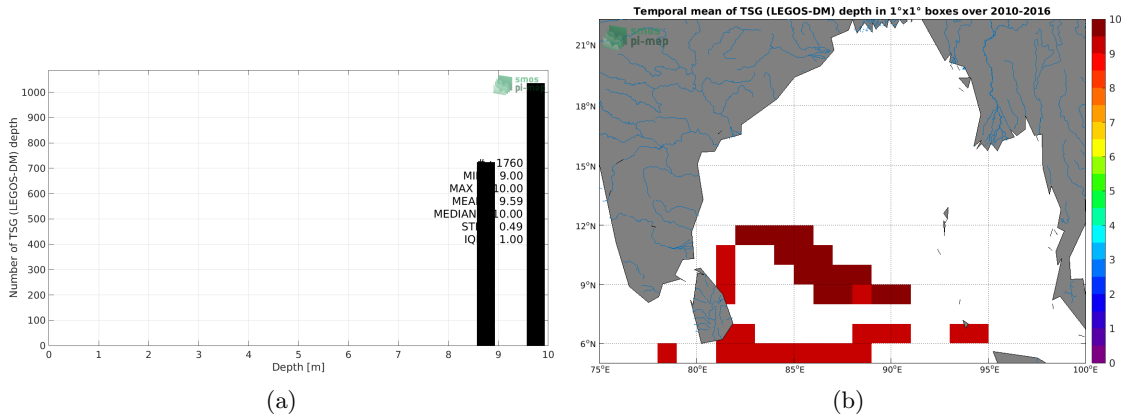 Temporal mean of TSG (LEGOS-DM) depth in 1°x1° boxes over 2010-2016
smos
pi-map
Number of TSG (LEGOS-DM) depth
1000
900
800
700
600
500
400
300
200
100
0
1760
9.00
MAX 10.00
9.59
MEDIAN 10.00
0.49
1.00
0 1 2 3 4 5 6 7 8 9 10
Depth [m]
(a)
smos
pi-map
21°N
18°N
15°N
12°N
9°N
6°N
75°E 80°E 85°E 90°E 95°E 100°E
10
9
8
7
6
5
4
3
2
1
0
(b)